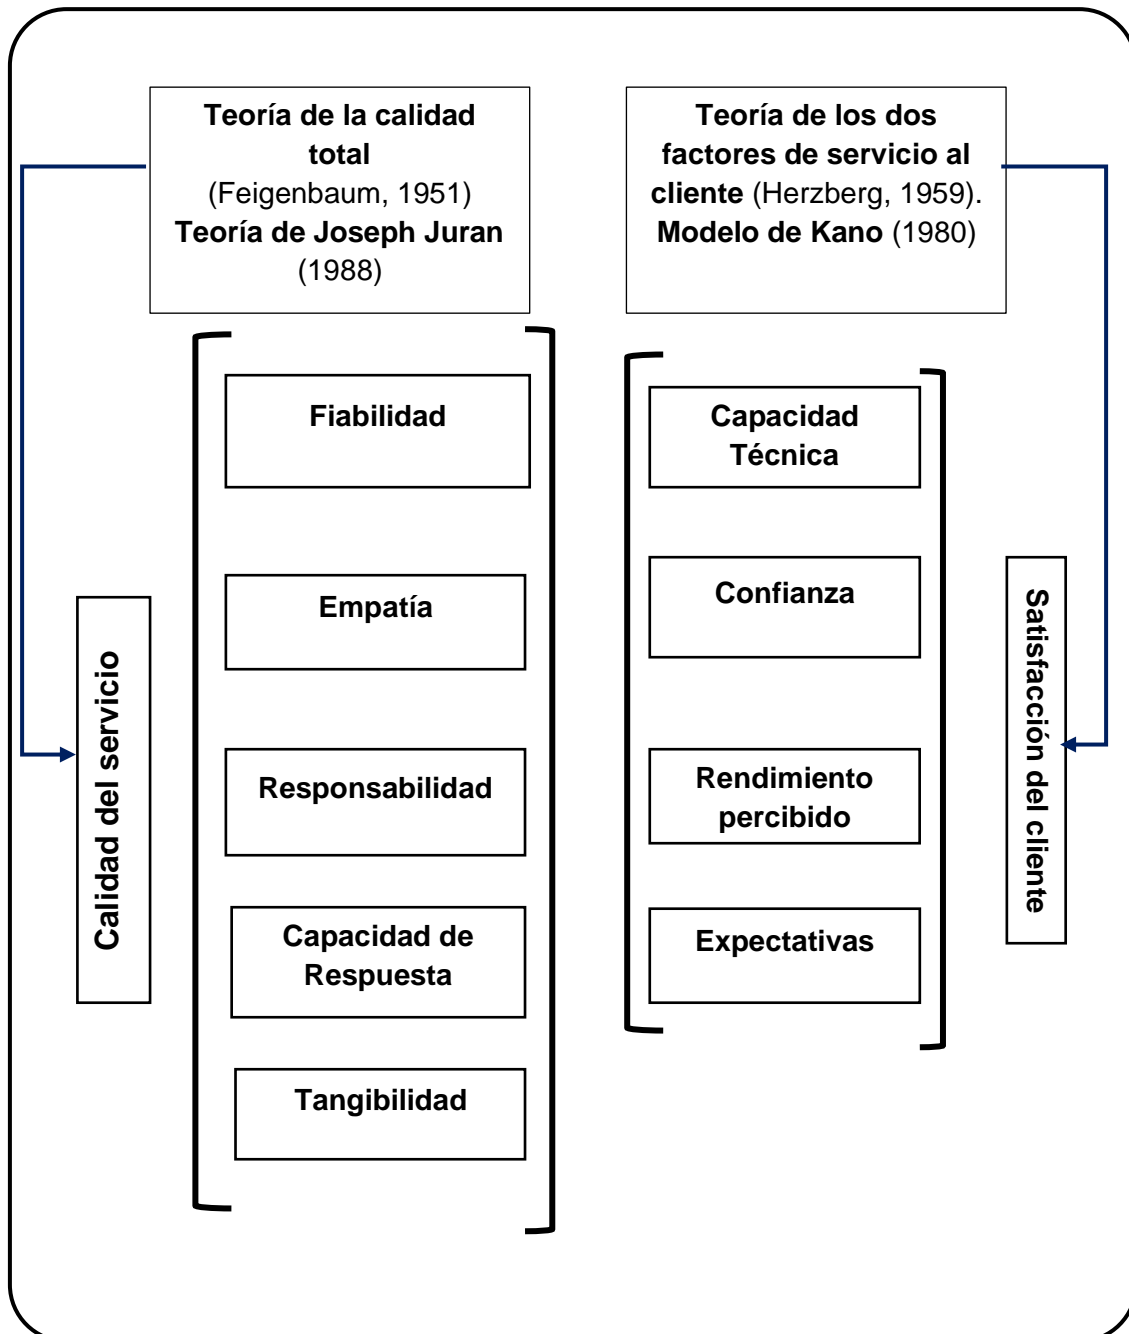 Teoría de la calidad
total
(Feigenbaum, 1951)
Teoría de Joseph Juran
(1988)
Teoría de los dos
factores de servicio al
cliente (Herzberg, 1959).
Modelo de Kano (1980)
Calidad del servicio
Fiabilidad
Empatía
Responsabilidad
Capacidad de
Respuesta
Tangibilidad
Capacidad
Técnica
Confianza
Rendimiento
percibido
Expectativas
Satisfacción del cliente